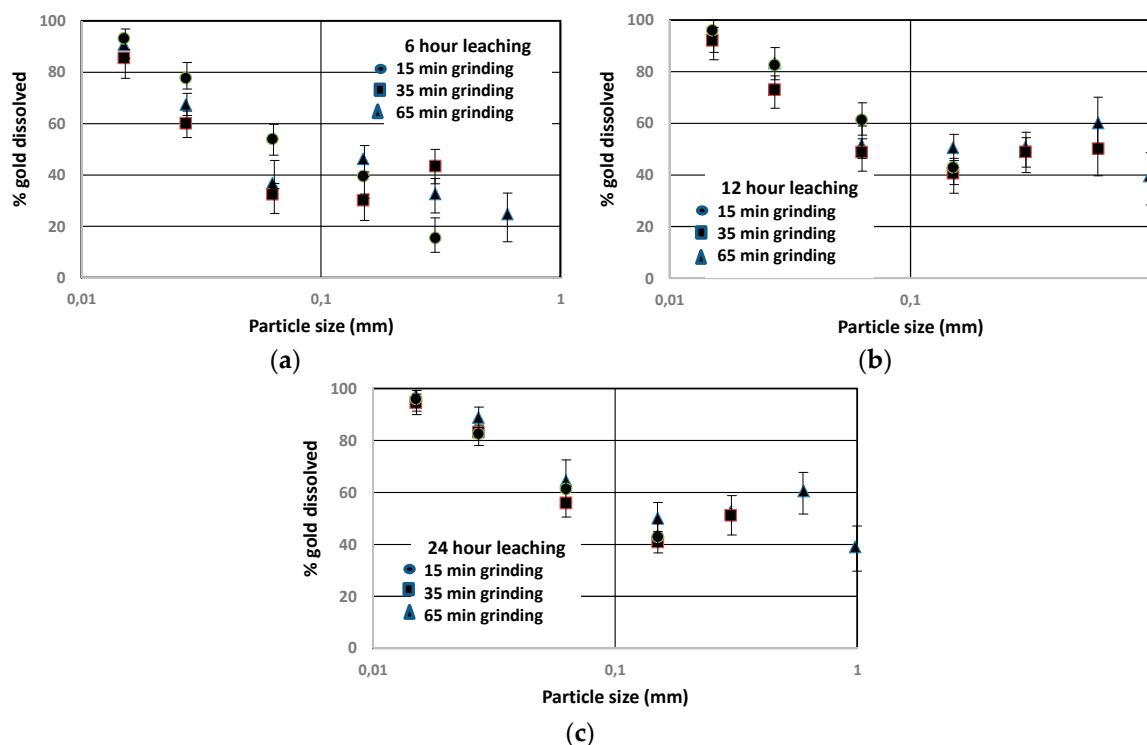 100
80
60
40
20
0
% gold dissolved
6 hour leaching
15 min grinding
35 min grinding
65 min grinding
0,01
0,1
1
Particle size (mm)
(a)
100
80
60
40
20
0
% gold dissolved
12 hour leaching
15 min grinding
35 min grinding
65 min grinding
0,01
0,1
Particle size (mm)
(b)
100
80
60
40
20
0
% gold dissolved
24 hour leaching
15 min grinding
35 min grinding
65 min grinding
0,01
0,1
1
Particle size (mm)
(c)